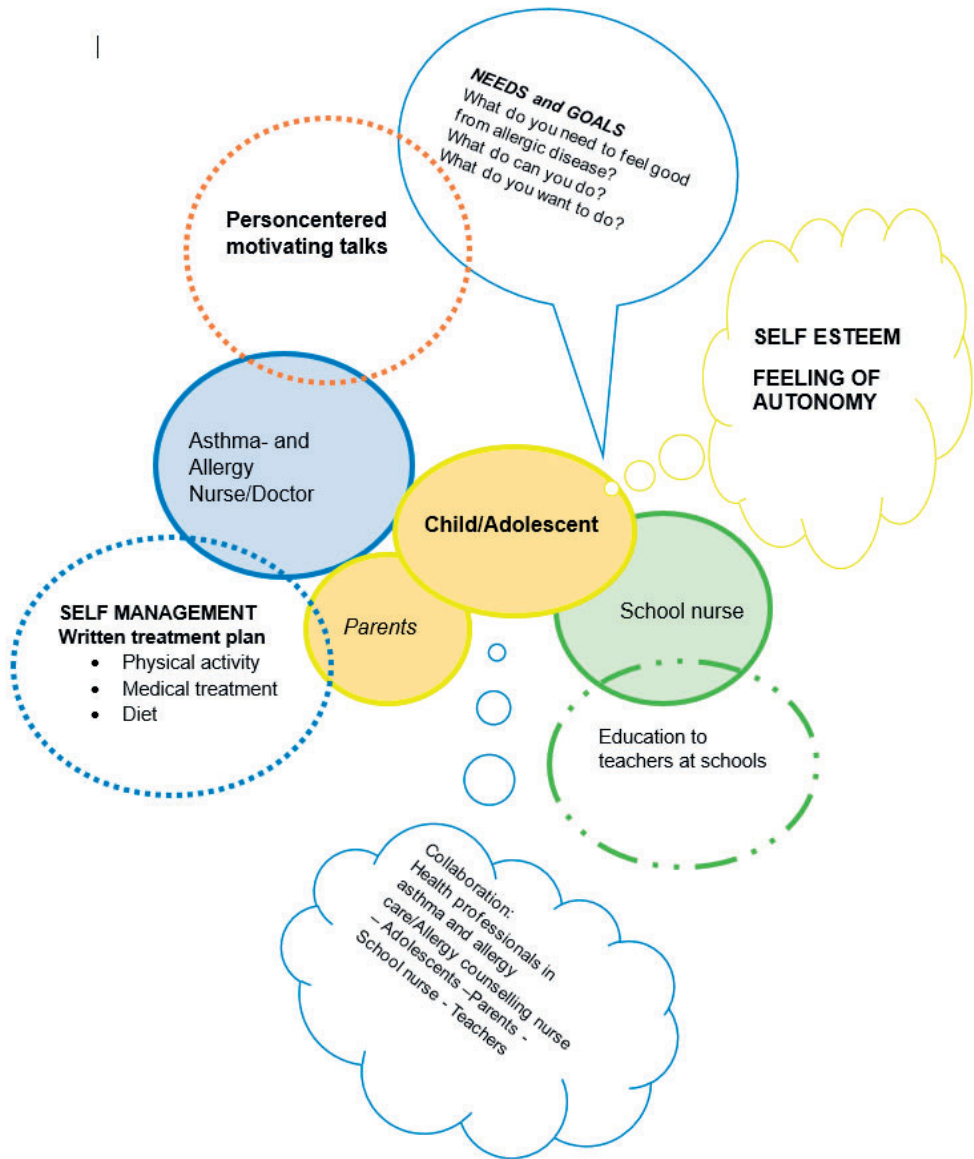 NEEDS and GOALS
What do you need to feel good
from allergic disease?
What do can you do?
What do you want to do?
Personcentered
motivating talks
SELF ESTEEM
FEELING OF
AUTONOMY
Asthma- and
Allergy
Nurse/Doctor
Child/Adolescent
SELF MANAGEMENT
Written treatment plan
• Physical activity
• Medical treatment
• Diet
Parents
School nurse
Education to
teachers at schools
Collaboration:
Health professionals in
asthma and allergy
care/Allergy counselling nurse
– Adolescents –Parents -
School nurse - Teachers